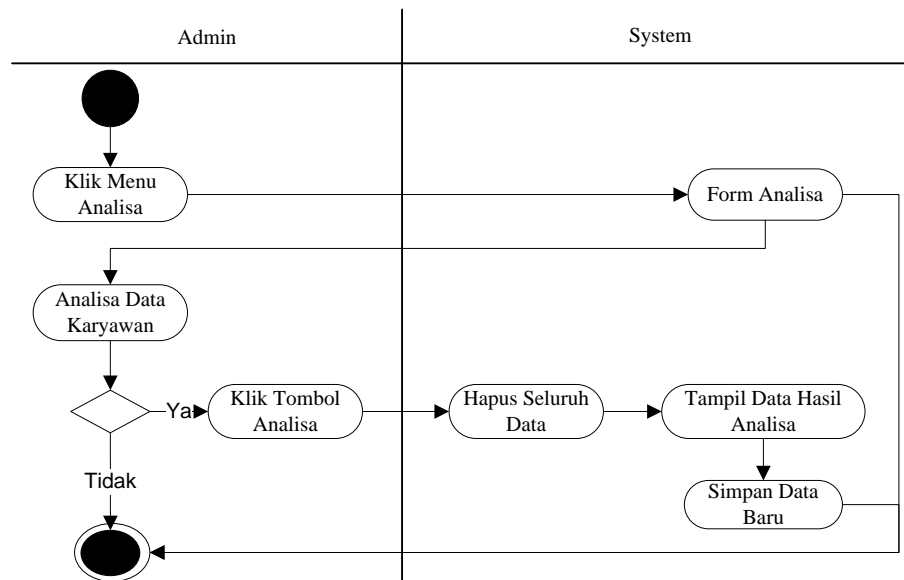 Admin
System
Klik Menu
Analisa
Form Analisa
Analisa Data
Karyawan
Ya
Klik Tombol
Analisa
Hapus Seluruh
Data
Tampil Data Hasil
Analisa
Tidak
Simpan Data
Baru